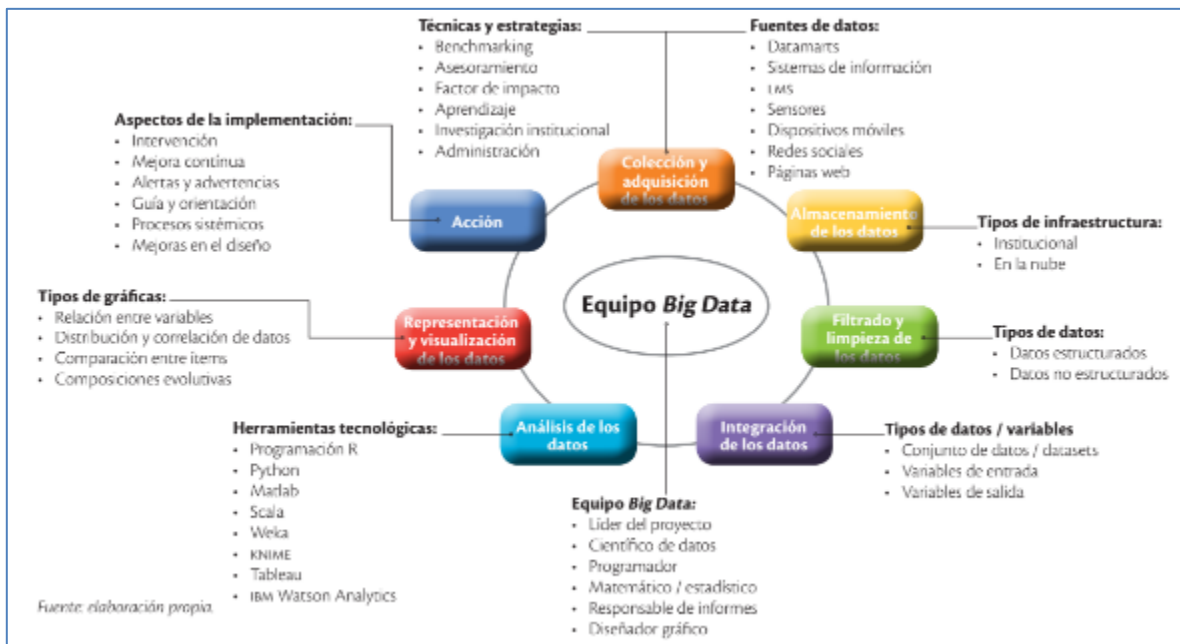 Técnicas y estrategias:
• Benchmarking
• Asesoramiento
• Factor de impacto
• Aprendizaje
• Investigación institucional
• Administración
Fuentes de datos:
• Datamarts
• Sistemas de información
• LMS
• Sensores
• Dispositivos móviles
• Redes sociales
• Páginas web
Aspectos de la implementación:
• Intervención
• Mejora contínua
• Alertas y advertencias
• Guía y orientación
• Procesos sistémicos
• Mejoras en el diseño
Colección y
adquisición
de los datos
Acción
Almacenamiento
de los datos
Tipos de infraestructura:
• Institucional
• En la nube
Equipo Big Data
Tipos de gráficas:
• Relación entre variables
• Distribución y correlación de datos
• Comparación entre ítems
• Composiciones evolutivas
Representación
y visualización
de los datos
Filtrado y
limpieza de
los datos
Tipos de datos:
• Datos estructurados
• Datos no estructurados
Herramientas tecnológicas:
• Programación R
• Python
• Matlab
• Scala
• Weka
• KNIME
• Tableau
• IBM Watson Analytics
Análisis de los
datos
Integración
de los datos
Tipos de datos / variables
• Conjunto de datos / datasets
• Variables de entrada
• Variables de salida
Equipo Big Data:
• Líder del proyecto
• Científico de datos
• Programador
• Matemático / estadístico
• Responsable de informes
• Diseñador gráfico
Fuente: elaboración propia.